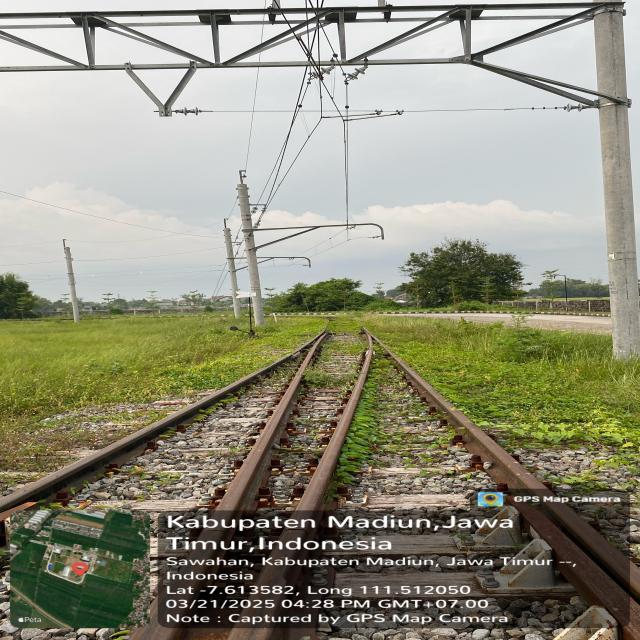 GPS Map Camera
Kabupaten Madiun,Jawa
Timur,Indonesia
Sawahan, Kabupaten Madiun, Jawa Timur --,
Indonesia
Lat -7.613582, Long 111.512050
03/21/2025 04:28 PM GMT+07.00
Note : Captured by GPS Map Camera
Peta